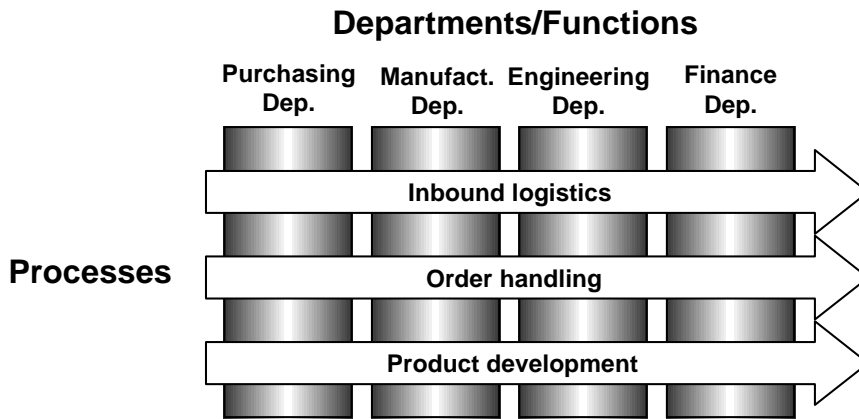 Departments/Functions
Purchasing Dep.
Manufact. Dep.
Engineering Dep.
Finance Dep.
Inbound logistics
Processes
Order handling
Product development